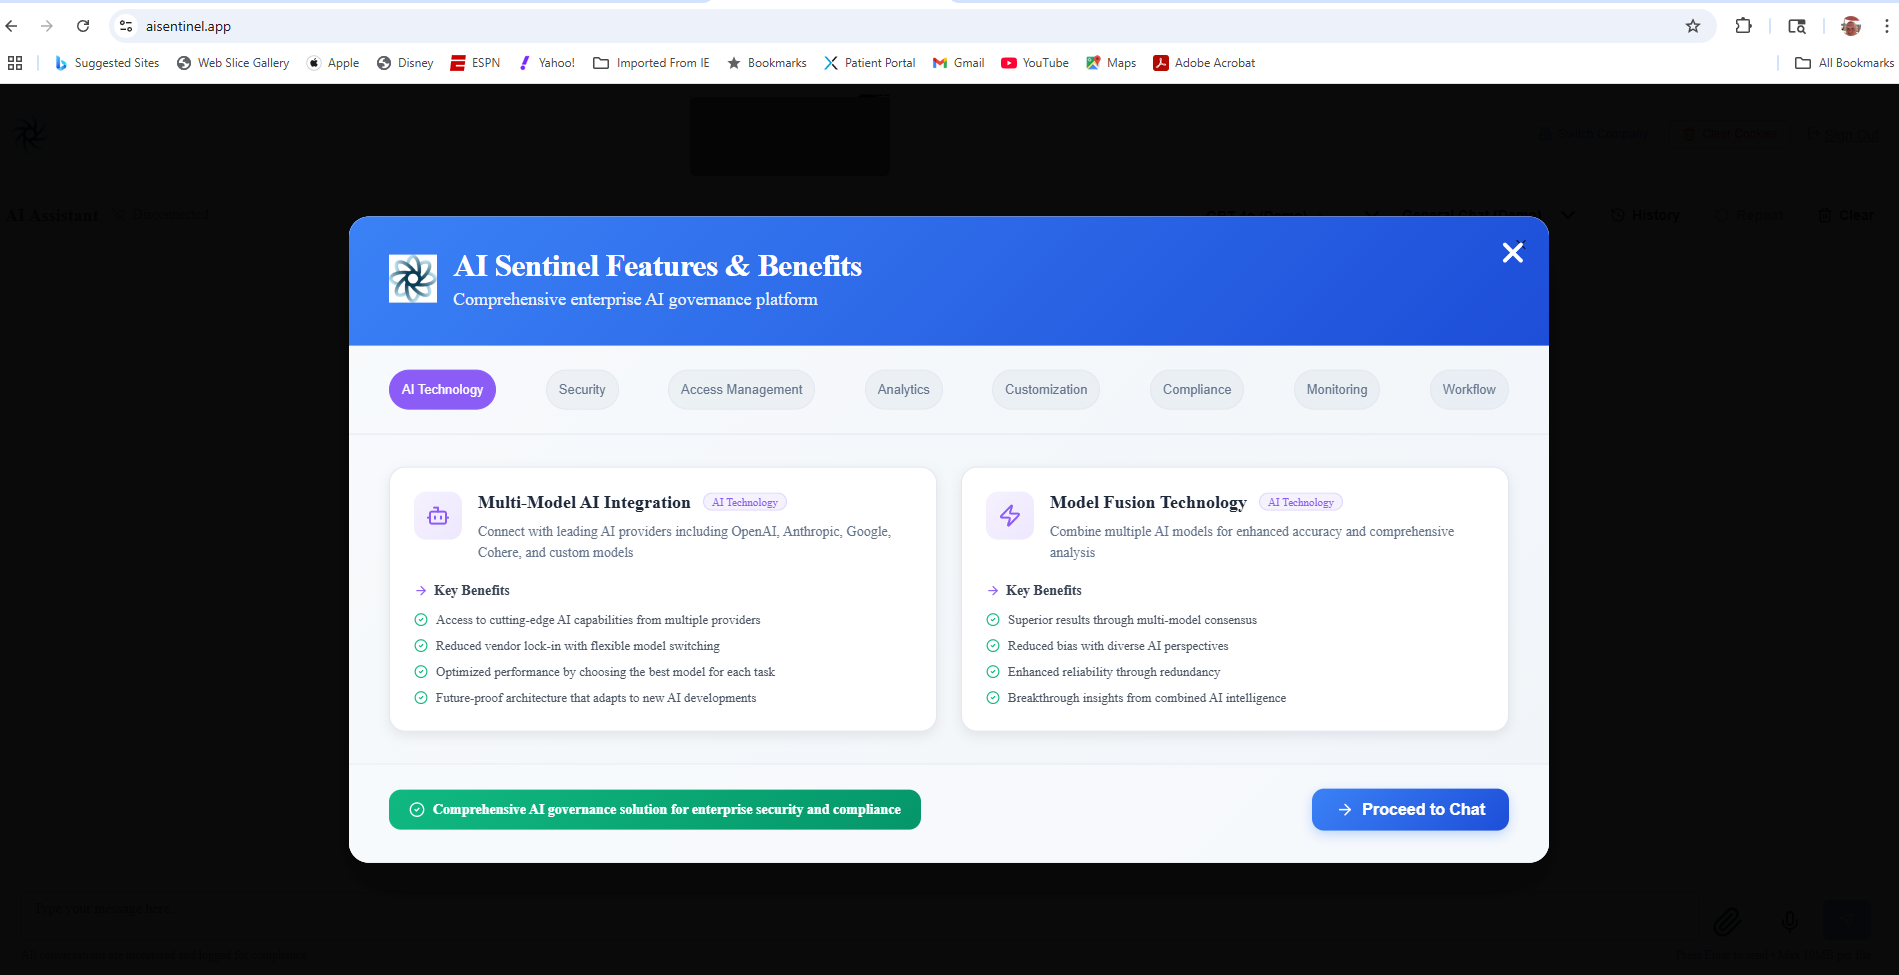 aisentinel.app
Suggested Sites Web Slice Gallery Apple Disney ESPN Yahoo! Imported From IE Bookmarks Patient Portal Gmail YouTube Maps Adobe Acrobat All Bookmarks
AI Assistant Disconnected
General Chat (Demo) History Repeat Clear
AI Sentinel Features & Benefits
Comprehensive enterprise AI governance platform
AI Technology Security Access Management Analytics Customization Compliance Monitoring Workflow
Multi-Model AI Integration AI Technology
Connect with leading AI providers including OpenAI, Anthropic, Google,
Cohere, and custom models
Key Benefits
Access to cutting-edge AI capabilities from multiple providers
Reduced vendor lock-in with flexible model switching
Optimized performance by choosing the best model for each task
Future-proof architecture that adapts to new AI developments
Model Fusion Technology AI Technology
Combine multiple AI models for enhanced accuracy and comprehensive
analysis
Key Benefits
Superior results through multi-model consensus
Reduced bias with diverse AI perspectives
Enhanced reliability through redundancy
Breakthrough insights from combined AI intelligence
Comprehensive AI governance solution for enterprise security and compliance
Proceed to Chat
Type your message here...